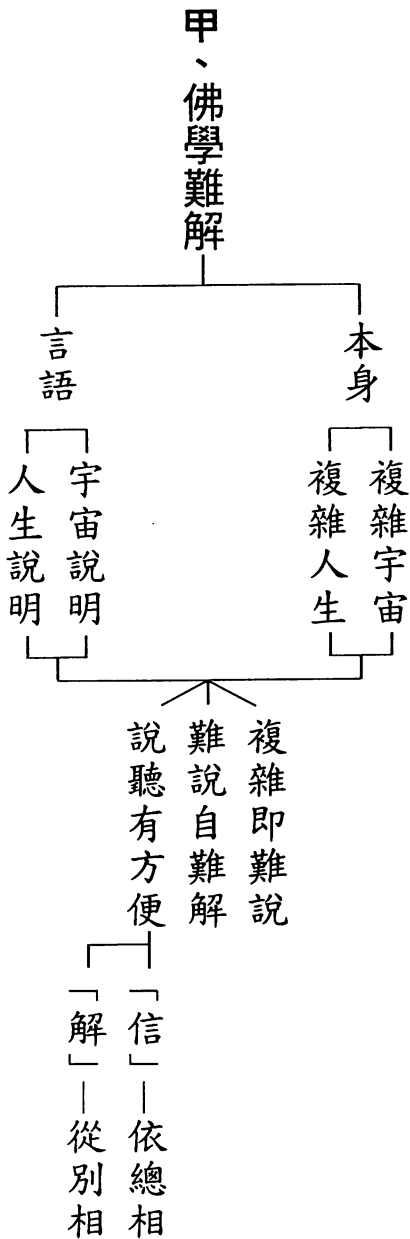 甲、佛學難解
本身
言語
複雜宇宙
複雜人生
宇宙說明
人生說明
複雜即難說
難說自難解
說聽有方便
「信」—依總相
「解」—從別相